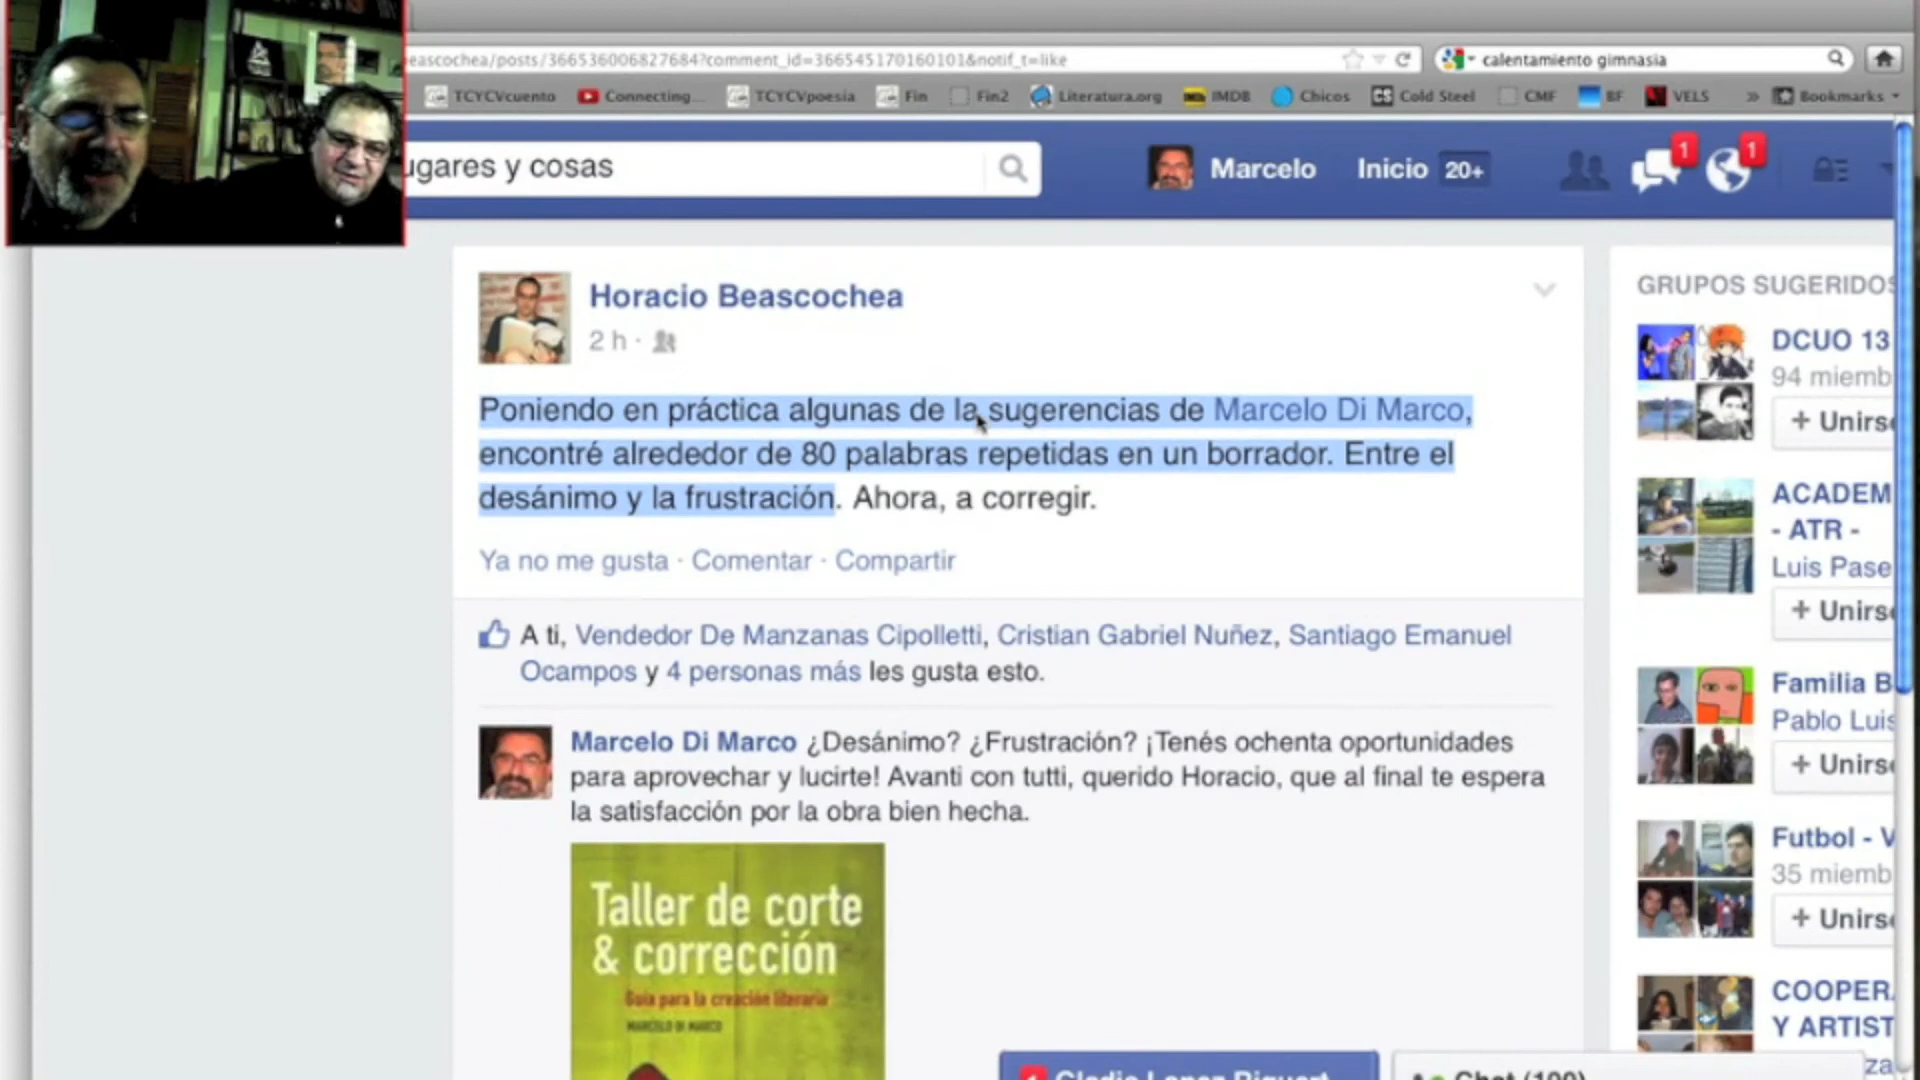 eascochea/posts/366536006827684?comment_id=366545170160101&notif_t=like
calentamiento gimnasia
TCYCVcuento
Connecting...
TCYCVpoesia
Fin
Fin2
Literatura.org
IMDB
Chicos
Cold Steel
CMF
BF
VELS
»
Bookmarks
ugares y cosas
Marcelo
Inicio 20+
1
1
Horacio Beascochea
2 h ·
Poniendo en práctica algunas de la sugerencias de Marcelo Di Marco,
encontré alrededor de 80 palabras repetidas en un borrador. Entre el
desánimo y la frustración. Ahora, a corregir.
Ya no me gusta · Comentar · Compartir
A ti, Vendedor De Manzanas Cipolletti, Cristian Gabriel Nuñez, Santiago Emanuel
Ocampos y 4 personas más les gusta esto.
Marcelo Di Marco ¿Desánimo? ¿Frustración? ¡Tenés ochenta oportunidades
para aprovechar y lucirte! Avanti con tutti, querido Horacio, que al final te espera
la satisfacción por la obra bien hecha.
Taller de corte
& corrección
Guía para la creación literaria
MARCELO DI MARCO
GRUPOS SUGERIDOS
DCUO 13
94 miemb
+ Unirse
ACADEM
- ATR -
Luis Pase
+ Unirse
Familia B
Pablo Luis
+ Unirse
Futbol - V
35 miemb
+ Unirse
COOPERA
Y ARTIST
Chat (100)